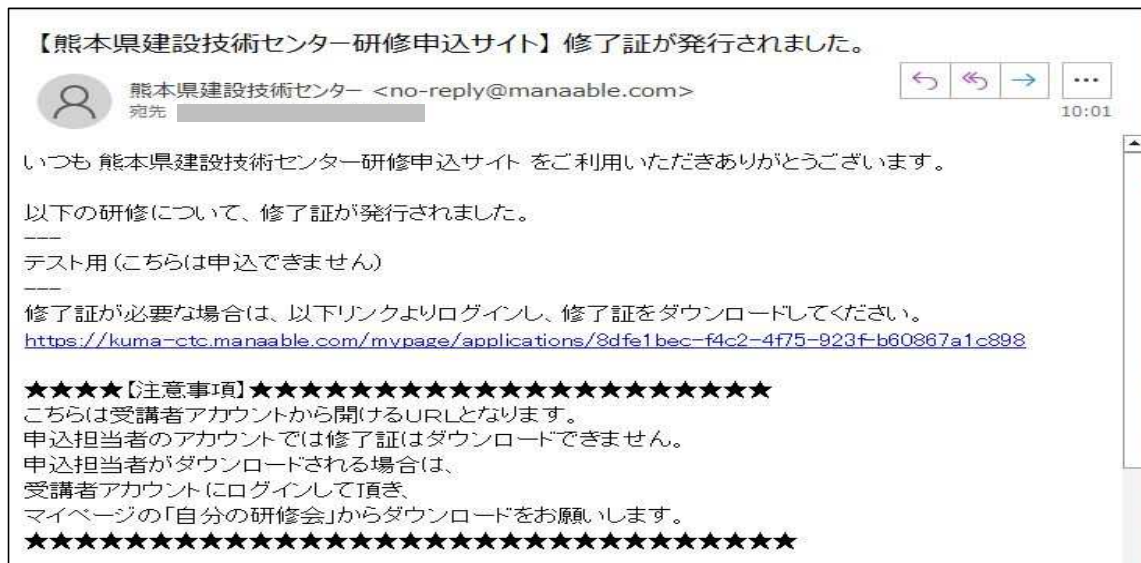 【熊本県建設技術センター研修申込サイト】修了証が発行されました。
熊本県建設技術センター <no-reply@manaable.com>
宛先
10:01
いつも 熊本県建設技術センター研修申込サイト をご利用いただきありがとうございます。
以下の研修について、修了証が発行されました。
---
テスト用(こちらは申込できません)
---
修了証が必要な場合は、以下リンクよりログインし、修了証をダウンロードしてください。
https://kuma-ctc.manaable.com/mypage/applications/8dfe1bec-f4c2-4f75-923f-b60867a1c898
★★★★【注意事項】★★★★★★★★★★★★★★★★★★★★★
こちらは受講者アカウントから開けるURLとなります。
申込担当者のアカウントでは修了証はダウンロードできません。
申込担当者がダウンロードされる場合は、
受講者アカウントにログインして頂き、
マイページの「自分の研修会」からダウンロードをお願いします。
★★★★★★★★★★★★★★★★★★★★★★★★★★★★★★★